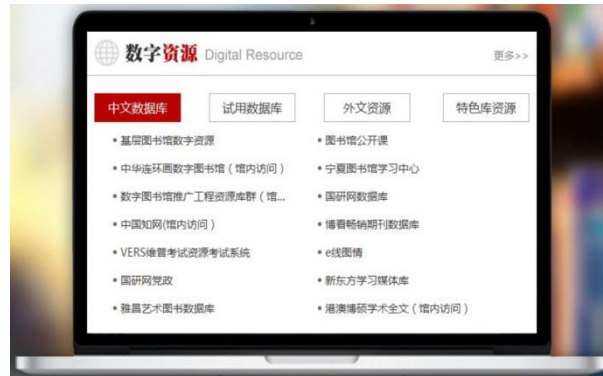 数字资源 Digital Resource
更多>>
中文数据库 试用数据库 外文资源 特色库资源
• 基层图书馆数字资源 • 图书馆公开课
• 中华连环画数字图书馆（馆内访问） • 宁夏图书馆学习中心
• 数字图书馆推广工程资源库群（馆... • 国研网数据库
• 中国知网(馆内访问） • 博看畅销期刊数据库
• VERS维普考试资源考试系统 • e线图情
• 国研网党政 • 新东方学习媒体库
• 雅昌艺术图书数据库 • 港澳博硕学术全文（馆内访问）